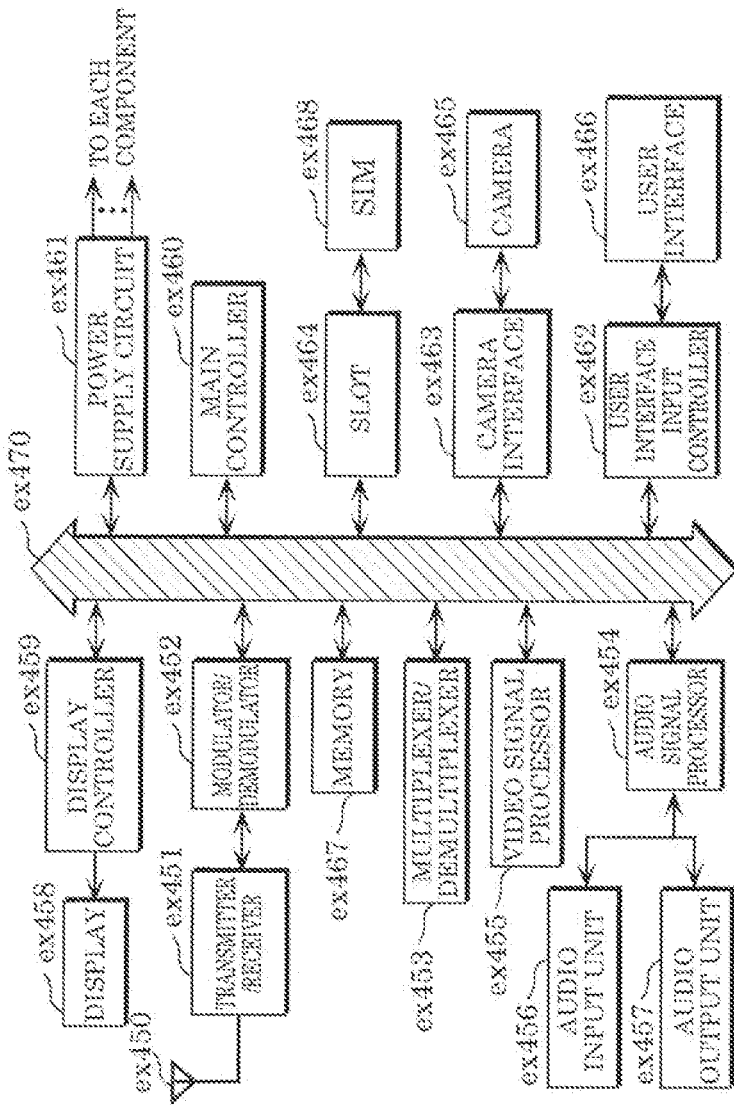 ex450
ex458
DISPLAY
ex459
DISPLAY
CONTROLLER
ex470
ex461
POWER
SUPPLY CIRCUIT
TO EACH
COMPONENT
ex451
TRANSMITTER
/RECEIVER
ex452
MODULATOR/
DEMODULATOR
ex460
MAIN
CONTROLLER
ex467
MEMORY
ex464
SLOT
ex468
SIM
ex453
MULTIPLEXER/
DEMULTIPLEXER
ex463
CAMERA
INTERFACE
ex465
CAMERA
ex455
VIDEO SIGNAL
PROCESSOR
ex456
AUDIO
INPUT UNIT
ex457
AUDIO
OUTPUT UNIT
ex454
AUDIO
SIGNAL
PROCESSOR
ex462
USER
INTERFACE
INPUT
CONTROLLER
ex466
USER
INTERFACE